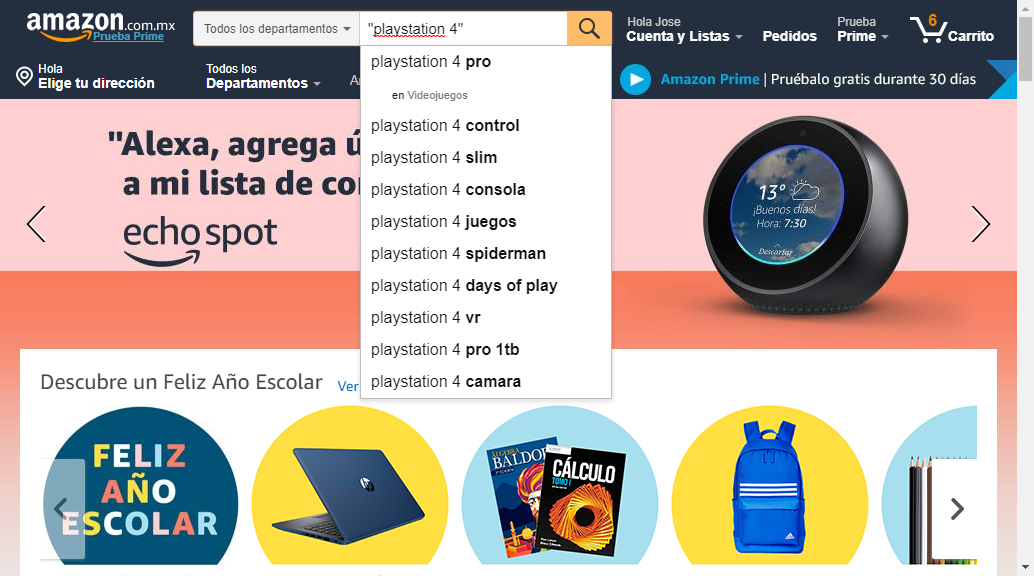 amazon.com.mx
Prueba Prime
Todos los departamentos
"playstation 4"
Hola Jose
Cuenta y Listas
Pedidos
Prueba
Prime
6
Carrito
Hola
Elige tu dirección
Todos los
Departamentos
Amazon Prime | Pruébalo gratis durante 30 días
playstation 4 pro
en Videojuegos
playstation 4 control
playstation 4 slim
playstation 4 consola
playstation 4 juegos
playstation 4 spiderman
playstation 4 days of play
playstation 4 vr
playstation 4 pro 1tb
playstation 4 camara
"Alexa, agrega
a mi lista de
echo spot
13°
¡Buenos días!
Hora: 7:30
Descartar
Descubre un Feliz Año Escolar
Ver
FELIZ
AÑO
ESCOLAR
hp
ÁLGEBRA
BALDOR
CÁLCULO
TOMO I
adidas